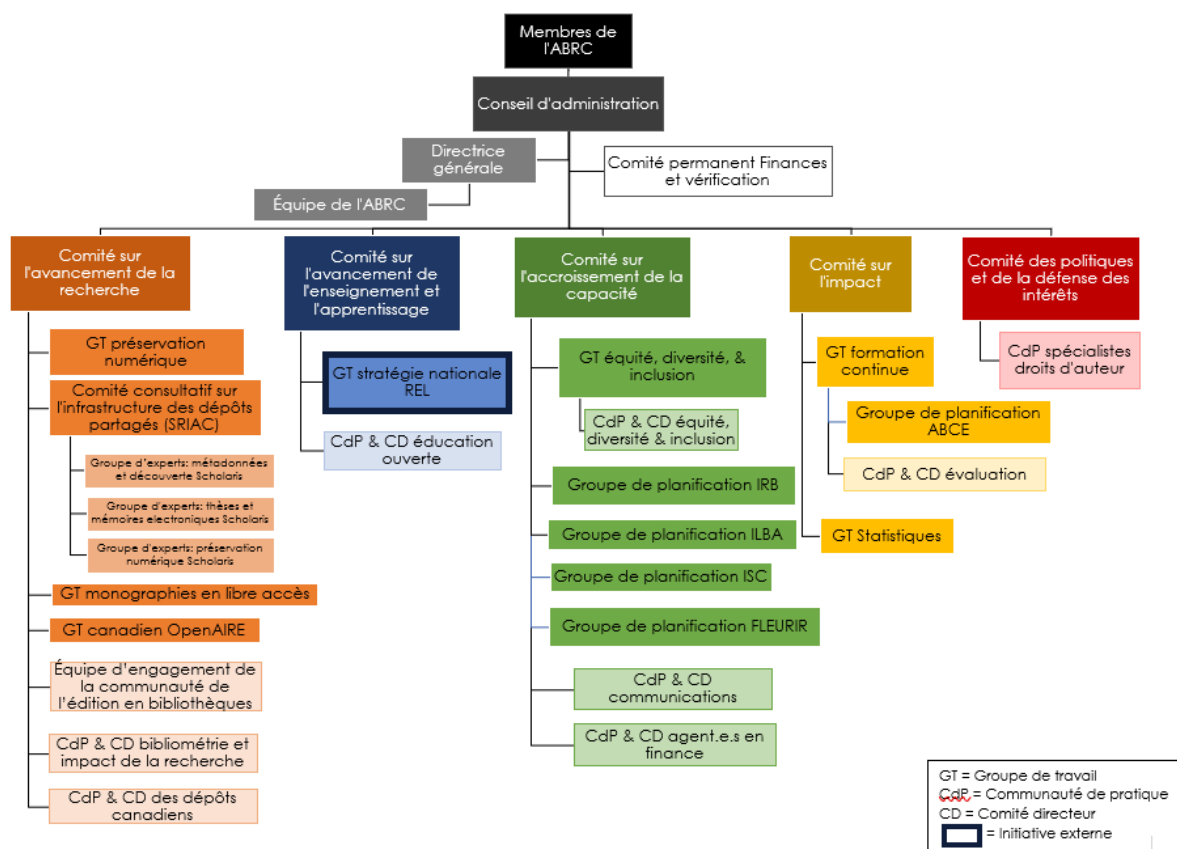 Membres de
l'ABRC
Conseil d'administration
Directrice
générale
Comité permanent Finances
et vérification
Équipe de l'ABRC
Comité sur
l'avancement de la
recherche
GT préservation
numérique
Comité consultatif sur
l'infrastructure des dépôts
partagés (SRIAC)
Groupe d'experts: métadonnées
et découverte Scholaris
Groupe d'experts: thèses et
mémoires electroniques Scholaris
Groupe d'experts: préservation
numérique Scholaris
GT monographies en libre accès
GT canadien OpenAIRE
Équipe d'engagement de
la communauté de
l'édition en bibliothèques
CdP & CD bibliométrie et
impact de la recherche
CdP & CD des dépôts
canadiens
Comité sur
l'avancement de
l'enseignement et
l'apprentissage
GT stratégie nationale
REL
CdP & CD éducation
ouverte
Comité sur
l'accroissement de la
capacité
GT équité, diversité, &
inclusion
CdP & CD équité,
diversité & inclusion
Groupe de planification IRB
Groupe de planification ILBA
Groupe de planification ISC
Groupe de planification FLEURIR
CdP & CD
communications
CdP & CD agent.e.s en
finance
Comité sur
l'impact
GT formation
continue
Groupe de planification
ABCE
CdP & CD évaluation
GT Statistiques
Comité des politiques
et de la défense des
intérêts
CdP spécialistes
droits d'auteur
GT = Groupe de travail
CdP = Communauté de pratique
CD = Comité directeur
= Initiative externe